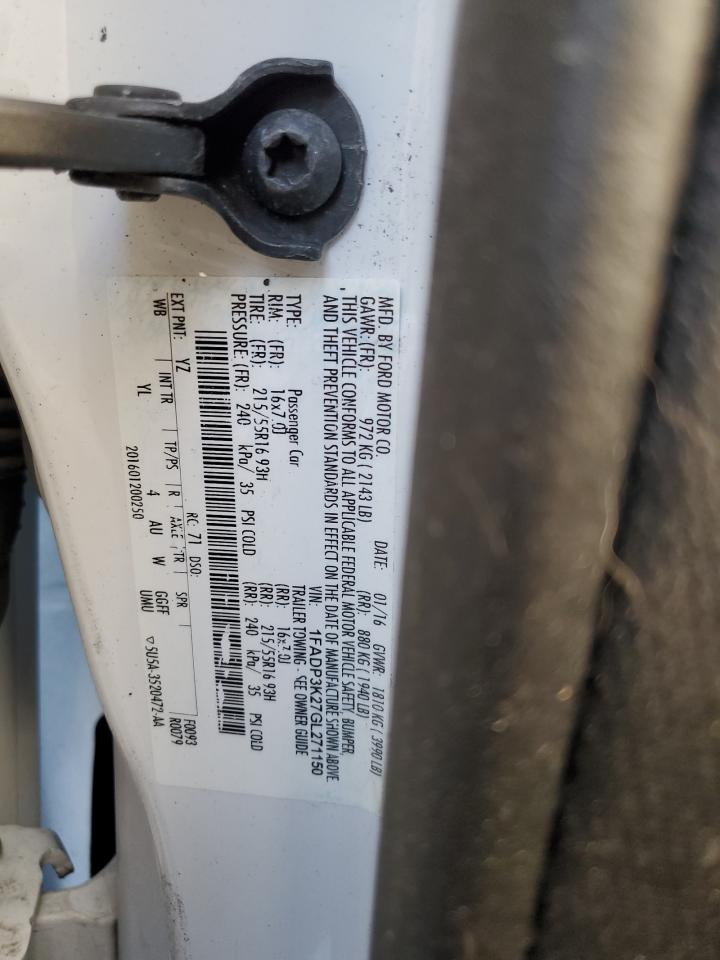 MFD. BY FORD MOTOR CO.
DATE: 01/16 GVWR: 1810 KG ( 3990 LB)
GAWR: (FR): 972 KG ( 2143 LB) (RR): 880 KG ( 1940 LB)
THIS VEHICLE CONFORMS TO ALL APPLICABLE FEDERAL MOTOR VEHICLE SAFETY, BUMPER,
AND THEFT PREVENTION STANDARDS IN EFFECT ON THE DATE OF MANUFACTURE SHOWN ABOVE
VIN: 1FADP3K27GL271150
TYPE: Passenger Car TRAILER TOWING - SEE OWNER GUIDE
RIM: (FR): 16x7.0J (RR): 16x7.0J
TIRE: (FR): 215/55R16 93H (RR): 215/55R16 93H
PRESSURE: (FR): 240 kPa/ 35 PSI COLD (RR): 240 kPa/ 35 PSI COLD
RC: 71 DSO: F0093
EXT PNT: YZ R0079
INT TR TP/PS R AXLE TR SPR
WB YL 4 AU W GGFF
UMU
201601200250 5U5A-3520472-AA